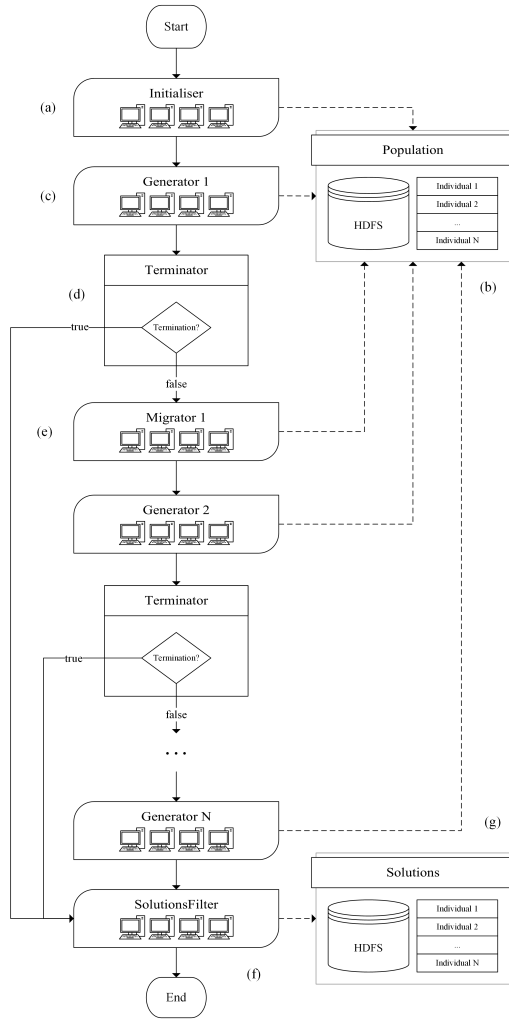 Start
(a)
Initialiser
Population
HDFS
Individual 1
Individual 2
...
Individual N
(b)
(c)
Generator 1
(d)
Terminator
Termination?
true
false
(e)
Migrator 1
Generator 2
Terminator
Termination?
true
false
...
Generator N
(g)
SolutionsFilter
Solutions
HDFS
Individual 1
Individual 2
...
Individual N
(f)
End